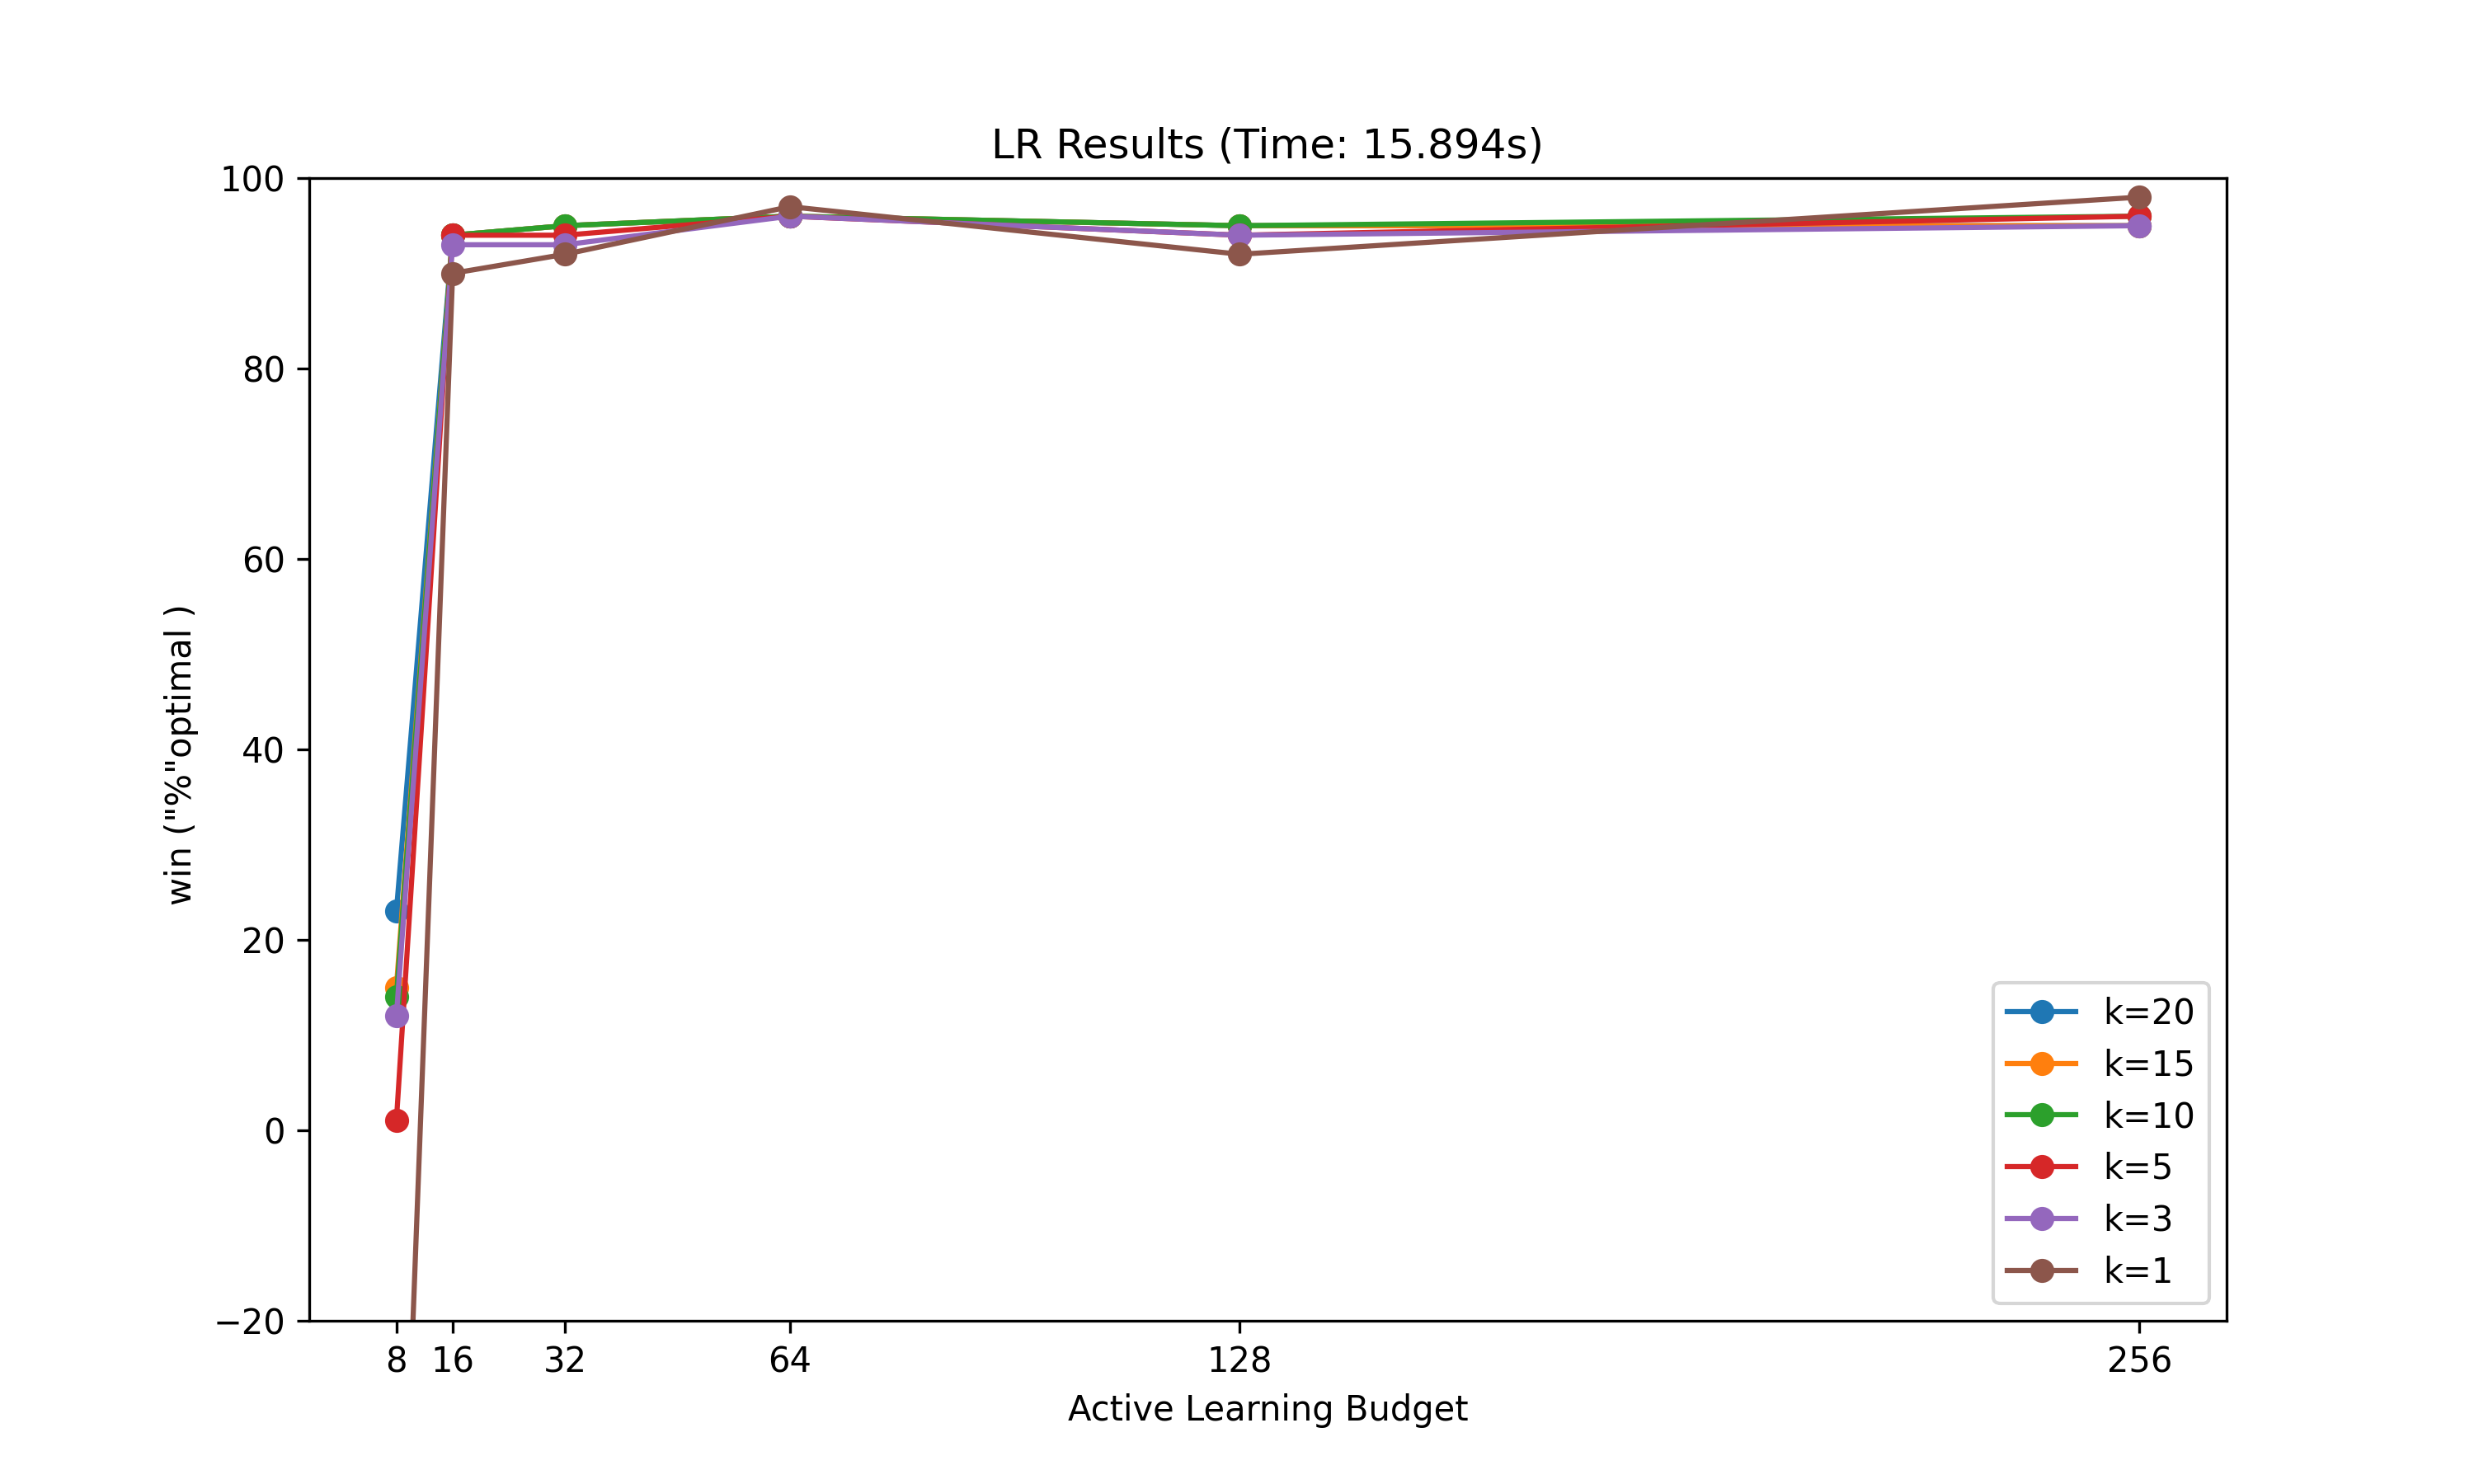 LR Results (Time: 15.894s)
100
80
60
40
20
0
−20
win ("%"optimal )
8 16 32 64 128 256
Active Learning Budget
k=20
k=15
k=10
k=5
k=3
k=1